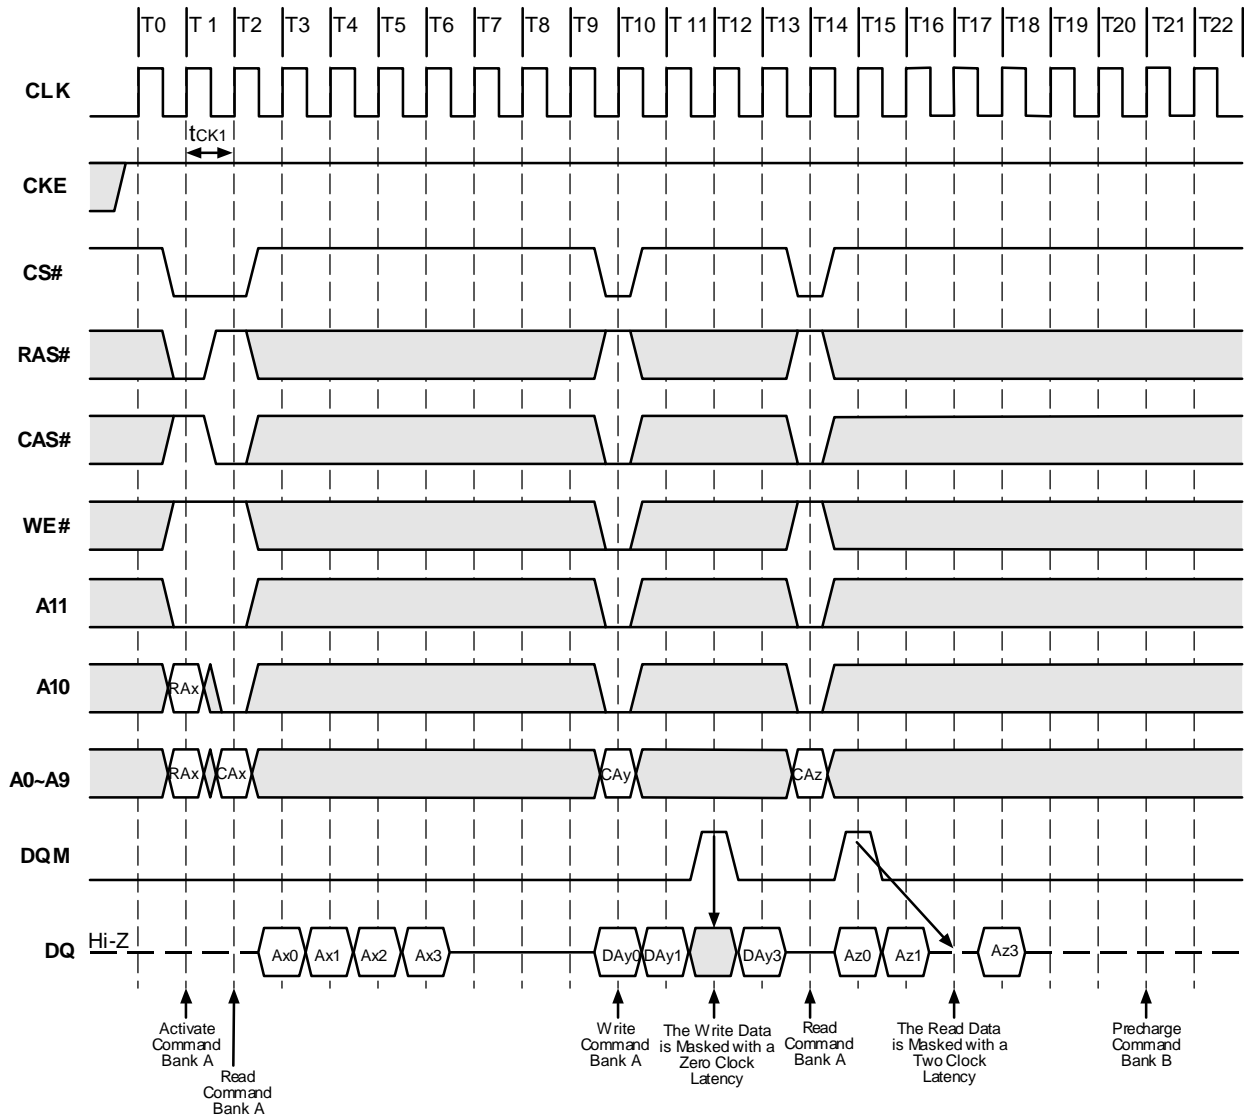 T0 T 1 T2 T3 T4 T5 T6 T7 T8 T9 T10 T 11 T12 T13 T14 T15 T16 T17 T18 T19 T20 T21 T22
CLK
tCK1
CKE
CS#
RAS#
CAS#
WE#
A11
A10
RAx
A0~A9
RAx CAx CAy CAz
DQM
DQ
Hi-Z
Ax0 Ax1 Ax2 Ax3 DAy0 DAy1 DAy3 Az0 Az1 Az3
Activate
Command
Bank A
Read
Command
Bank A
Write
Command
Bank A
The Write Data
is Masked with a
Zero Clock
Latency
Read
Command
Bank A
The Read Data
is Masked with a
Two Clock
Latency
Precharge
Command
Bank B